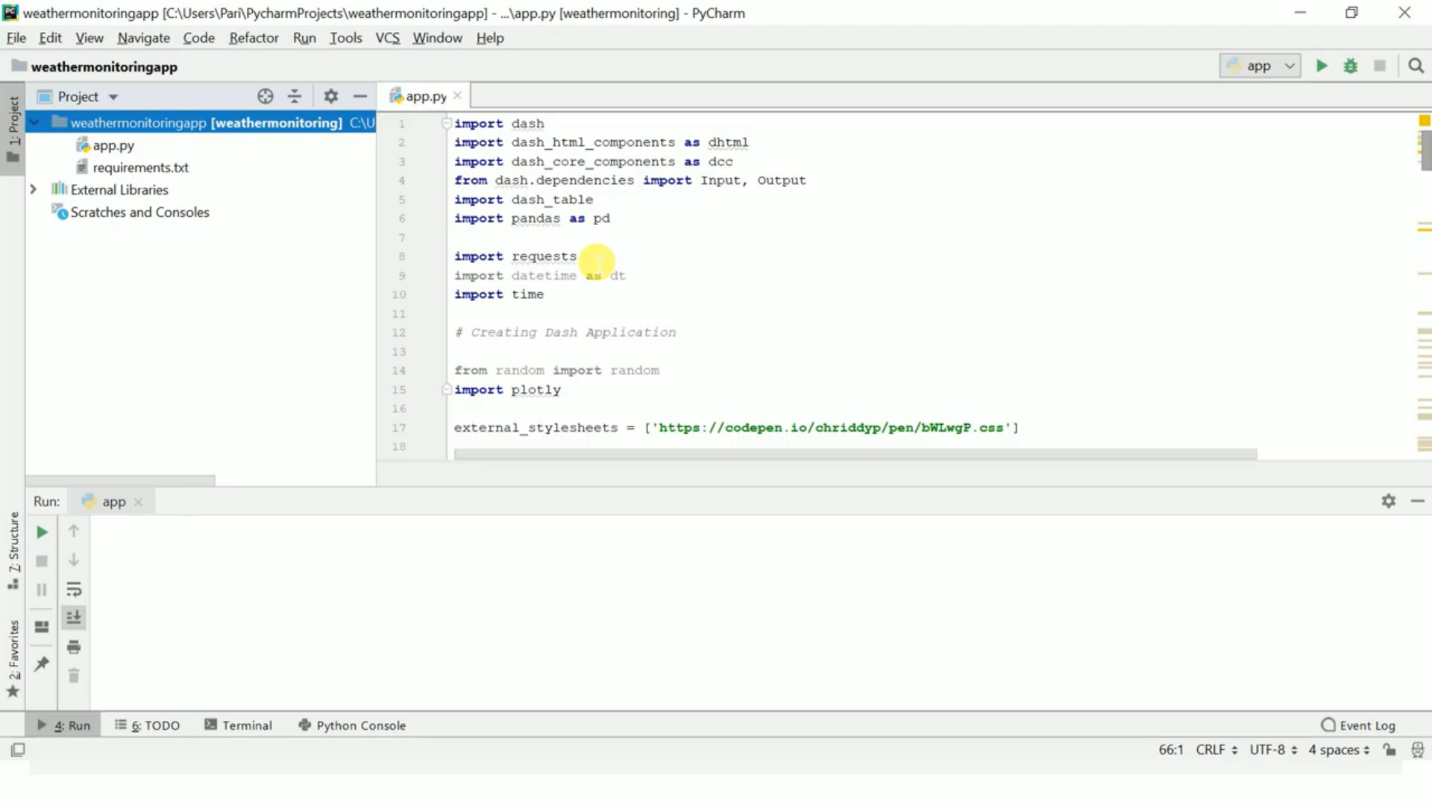 weathermonitoringapp [C:\Users\Pari\PycharmProjects\weathermonitoringapp] - ...\app.py [weathermonitoring] - PyCharm
File Edit View Navigate Code Refactor Run Tools VCS Window Help
weathermonitoringapp
app
1: Project
Project
app.py
weathermonitoringapp [weathermonitoring] C:\U
app.py
requirements.txt
External Libraries
Scratches and Consoles
1 import dash
2 import dash_html_components as dhtml
3 import dash_core_components as dcc
4 from dash.dependencies import Input, Output
5 import dash_table
6 import pandas as pd
7
8 import requests
9 import datetime as dt
10 import time
11
12 # Creating Dash Application
13
14 from random import random
15 import plotly
16
17 external_stylesheets = ['https://codepen.io/chriddyp/pen/bWLwgP.css']
18
Run: app
7: Structure
2: Favorites
4: Run 6: TODO Terminal Python Console Event Log
66:1 CRLF UTF-8 4 spaces